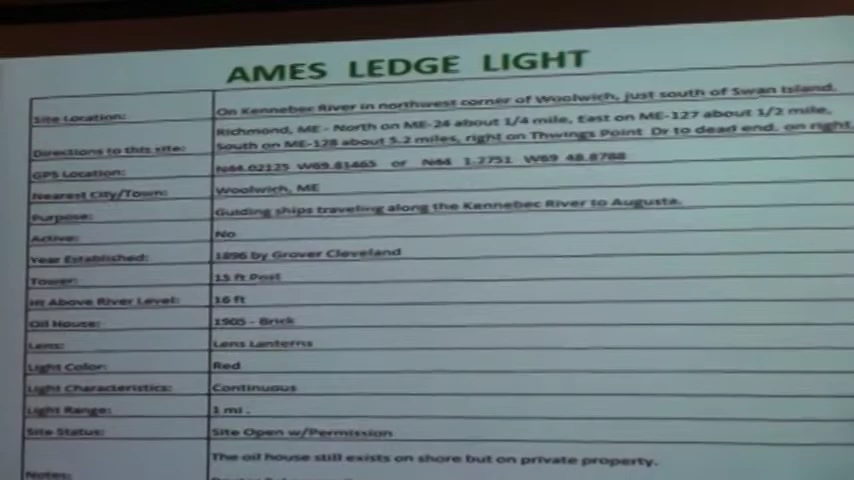 AMES LEDGE LIGHT
Site Location: On Kennebec River in northwest corner of Woolwich, just south of Swan Island.
Directions to this site: Richmond, ME - North on ME-24 about 1/4 mile, East on ME-127 about 1/2 mile,
South on ME-128 about 5.2 miles, right on Thwings Point Dr to dead end, on right
GPS Location: N44.02125 W69.81465 or N44 1.2751 W69 48.8788
Nearest City/Town: Woolwich, ME
Purpose: Guiding ships traveling along the Kennebec River to Augusta.
Active: No
Year Established: 1896 by Grover Cleveland
Tower: 15 ft Post
Ht Above River Level: 16 ft
Oil House: 1905 - Brick
Lens: Lens Lanterns
Light Color: Red
Light Characteristics: Continuous
Light Range: 1 mi .
Site Status: Site Open w/Permission
Notes: The oil house still exists on shore but on private property.